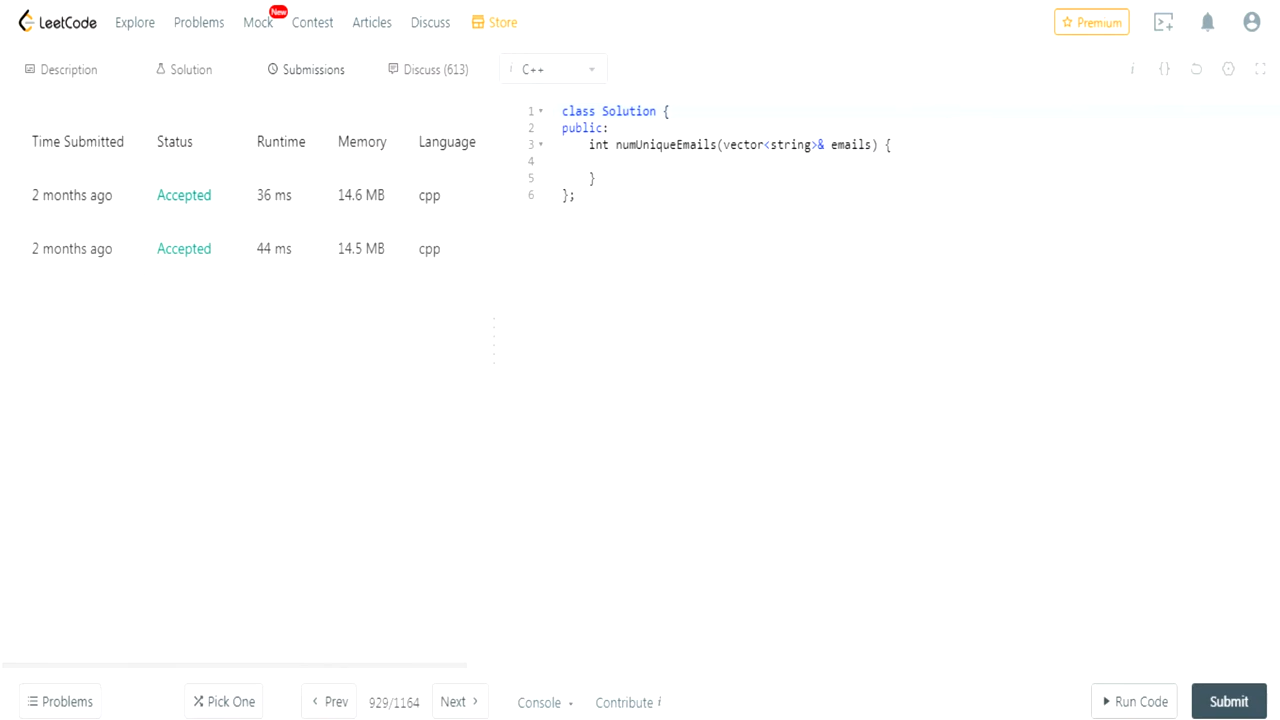 LeetCode Explore Problems Mock New Contest Articles Discuss Store Premium
Description Solution Submissions Discuss (613)
Time Submitted Status Runtime Memory Language
2 months ago Accepted 36 ms 14.6 MB cpp
2 months ago Accepted 44 ms 14.5 MB cpp
i C++ i {}
1 class Solution {
2 public:
3 int numUniqueEmails(vector<string>& emails) {
4
5 }
6 };
Problems Pick One Prev 929/1164 Next Console Contribute i Run Code Submit